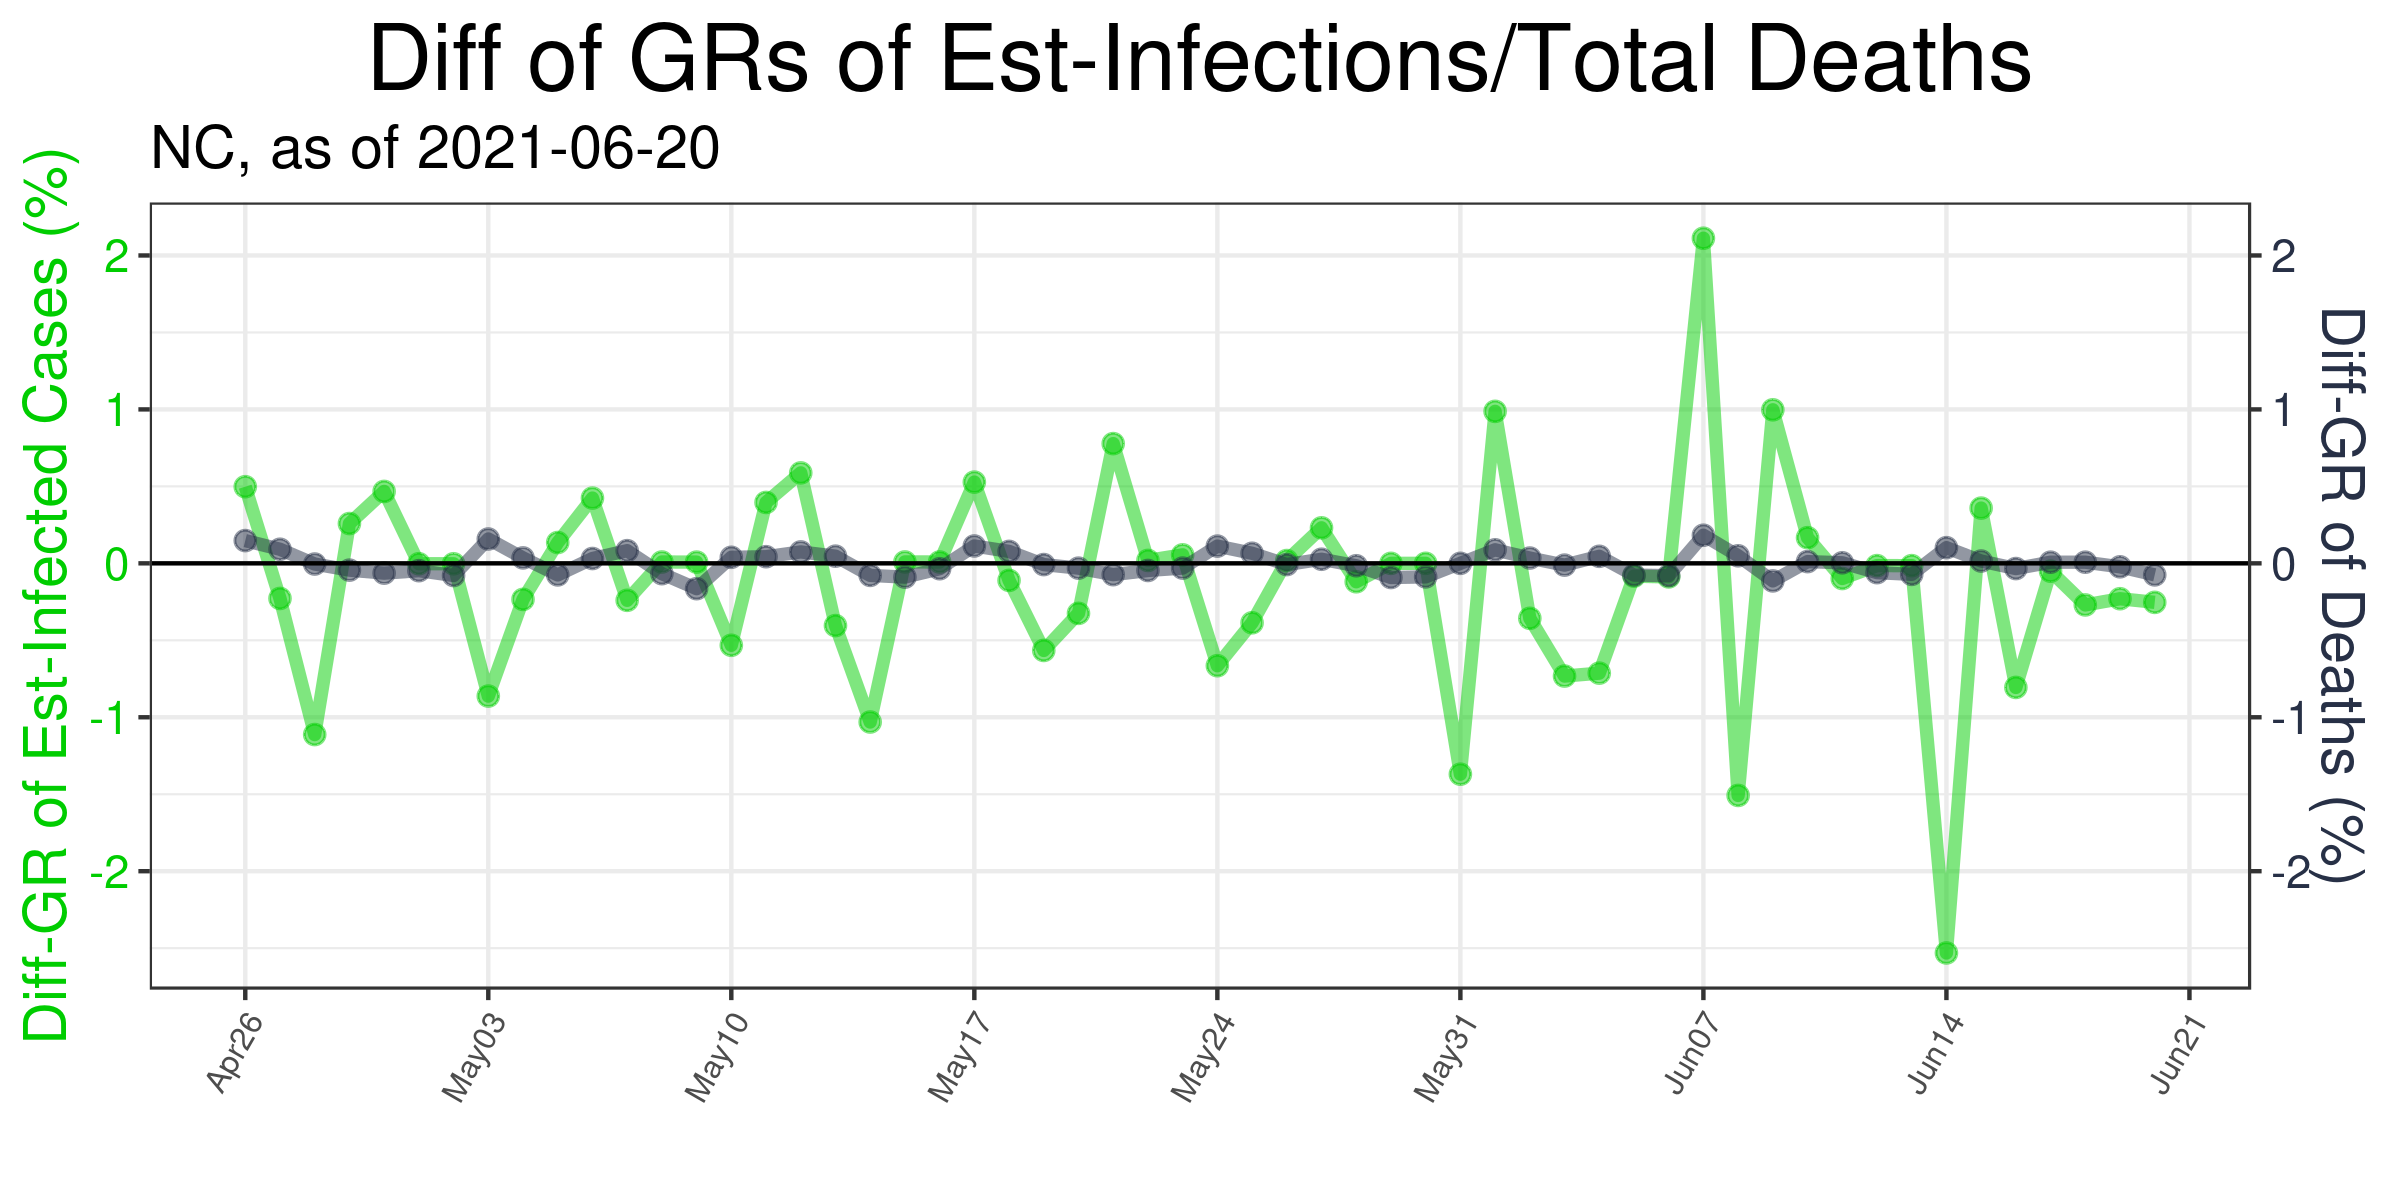 Diff of GRs of Est-Infections/Total Deaths
NC, as of 2021-06-20
Diff-GR of Est-Infected Cases (%)
2
1
0
-1
-2
2
1
0
-1
-2
Diff-GR of Deaths (%)
Apr26
May03
May10
May17
May24
May31
Jun07
Jun14
Jun21